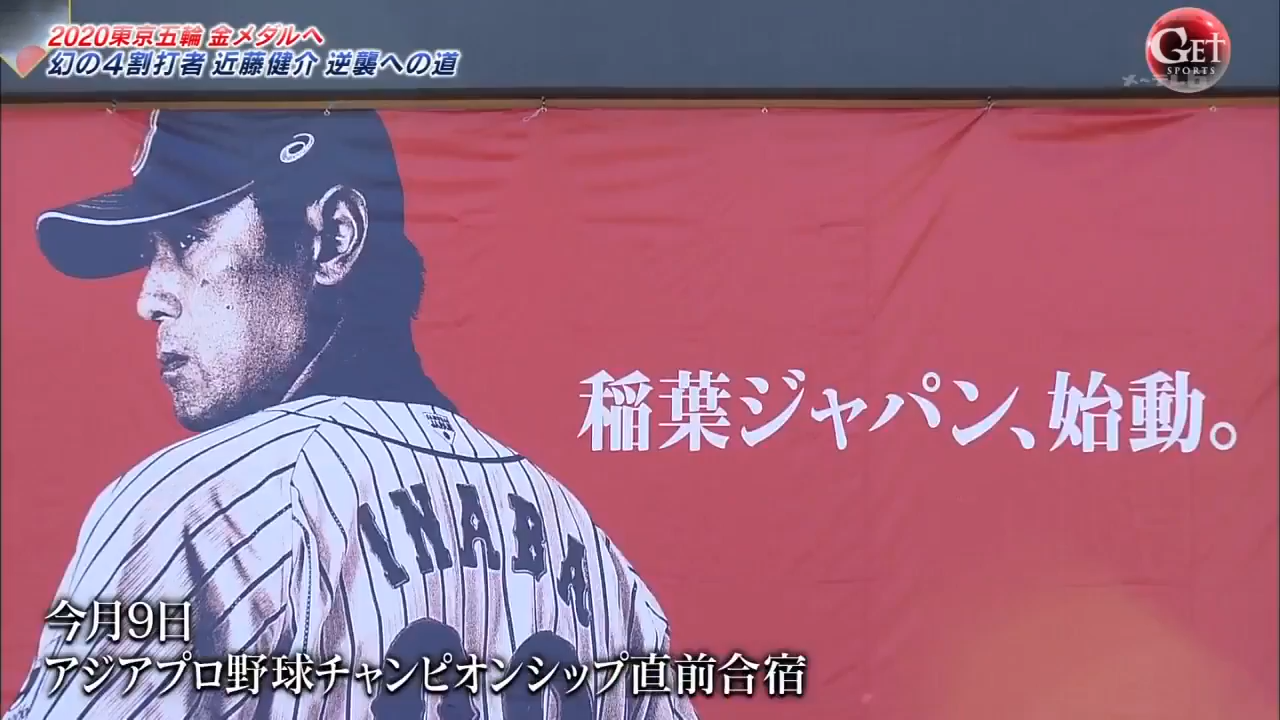 2020東京五輪 金メダルへ
幻の4割打者 近藤健介 逆襲への道
GET
SPORTS
メ~テレ
稲葉ジャパン、始動。
INABA
今月9日
アジアプロ野球チャンピオンシップ直前合宿